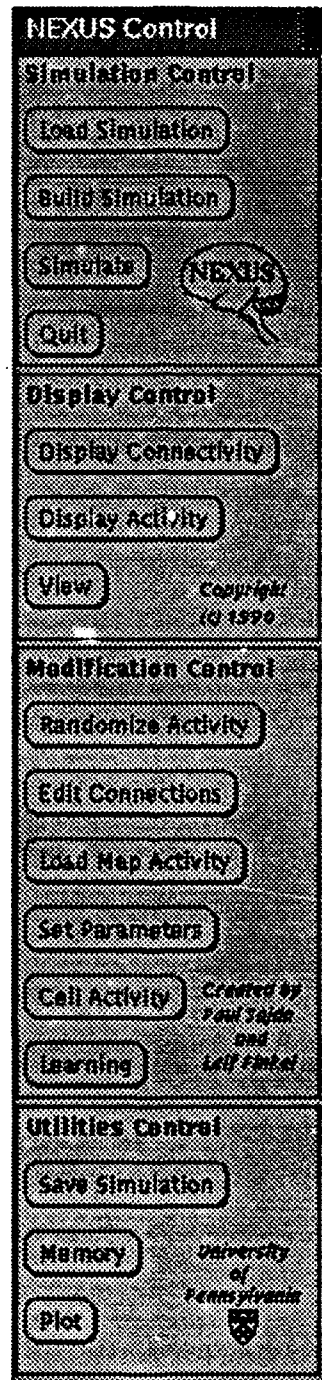 NEXUS Control
Simulation Control
Load Simulation
Build Simulation
Simulate
NEXUS
Quit
Display Control
Display Connectivity
Display Activity
View
Copyright
(C) 1990
Modification Control
Randomize Activity
Edit Connections
Load Map Activity
Set Parameters
Cell Activity
Created by
Paul Sajda
and
Leif Finkel
Learning
Utilities Control
Save Simulation
Memory
University
of
Pennsylvania
Plot